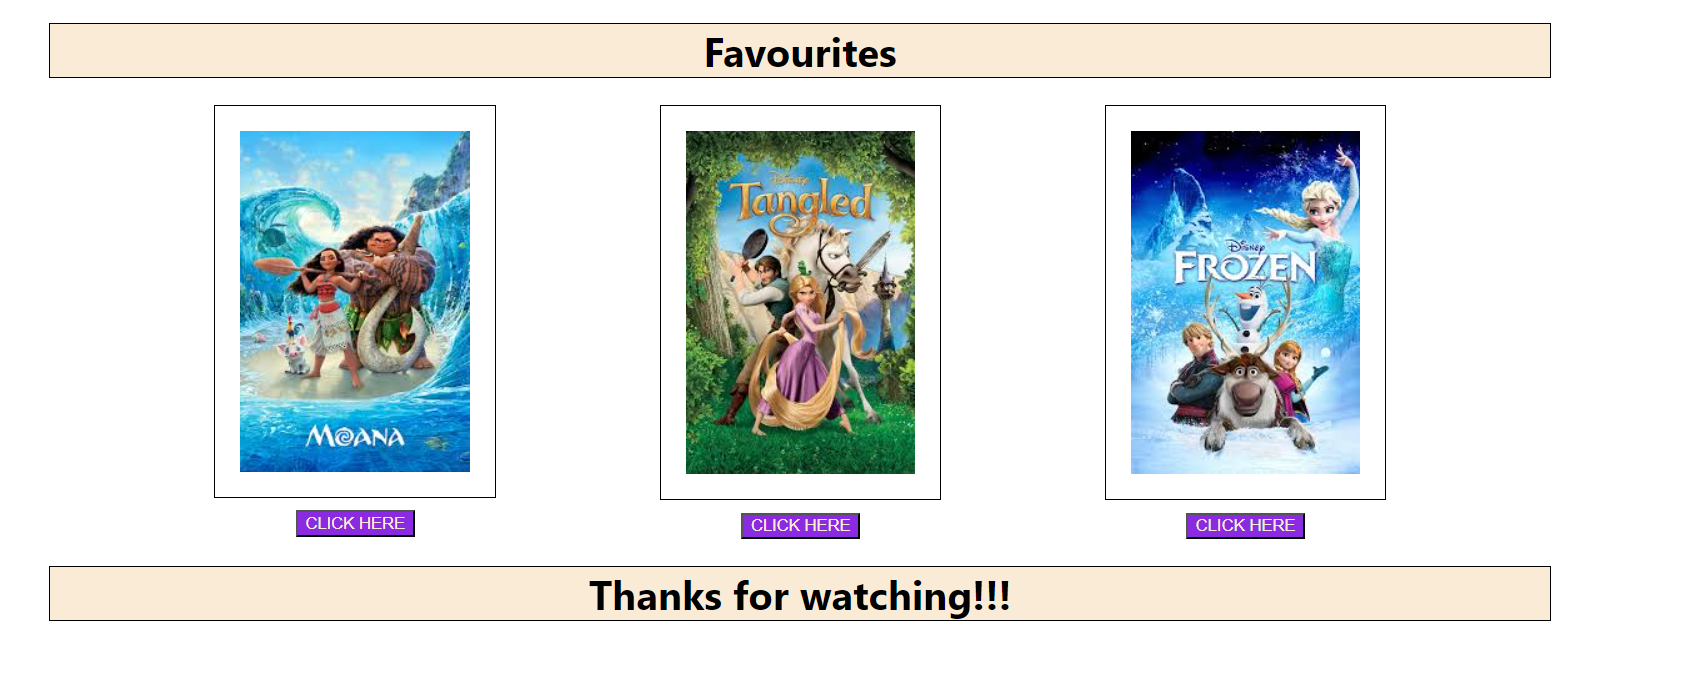 Favourites
MOANA
Disney
Tangled
Disney
FROZEN
CLICK HERE
CLICK HERE
CLICK HERE
Thanks for watching!!!